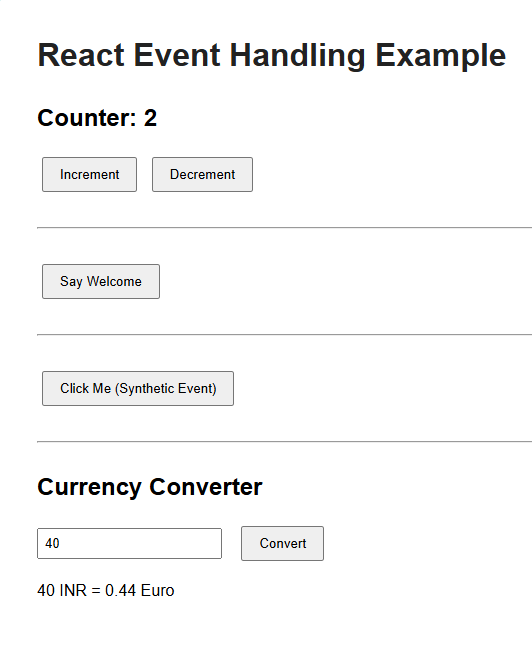 React Event Handling Example
Counter: 2
Increment Decrement
Say Welcome
Click Me (Synthetic Event)
Currency Converter
40 Convert
40 INR = 0.44 Euro